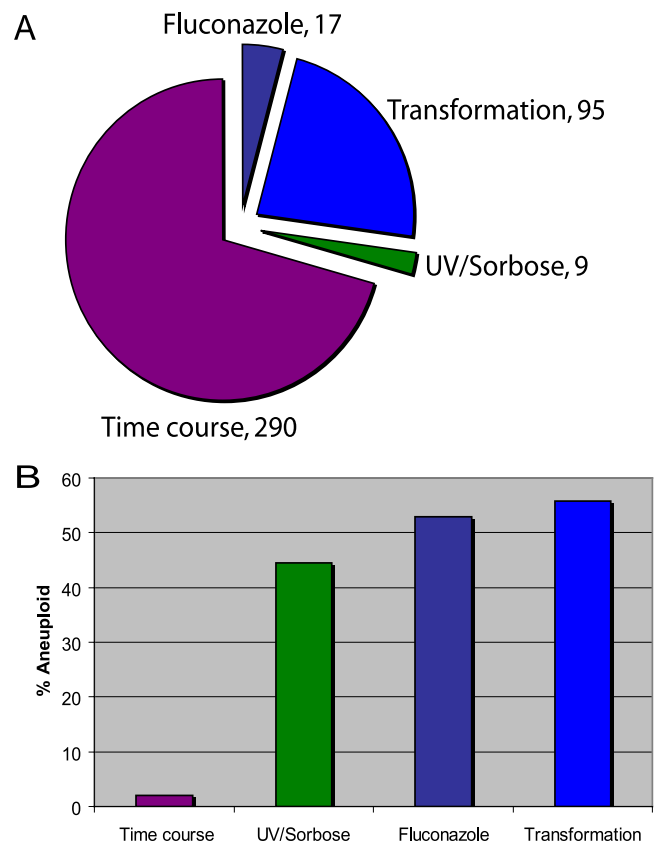 A
Fluconazole, 17
Transformation, 95
UV/Sorbose, 9
Time course, 290
B
% Aneuploid
60
50
40
30
20
10
0
Time course UV/Sorbose Fluconazole Transformation